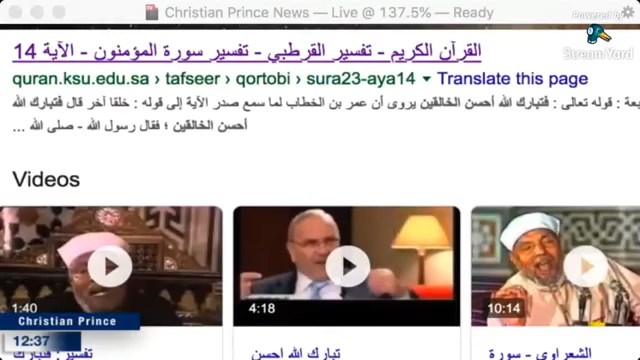 Christian Prince News — Live @ 137.5% — Ready
Powered by
StreamYard
القرآن الكريم - تفسير القرطبي - تفسير سورة المؤمنون - الآية 14
quran.ksu.edu.sa › tafseer › qortobi › sura23-aya14 Translate this page
بعة : قوله تعالى : فتبارك الله أحسن الخالقين يروى أن عمر بن الخطاب لما سمع صدر الآية إلى قوله : خلقا آخر قال فتبارك الله
أحسن الخالقين ؛ فقال رسول الله - صلى الله ...
Videos
1:40
4:18
10:14
Christian Prince
12:37
تفسير: فتبارك
تبارك الله احسن
الشعراوي - سورة